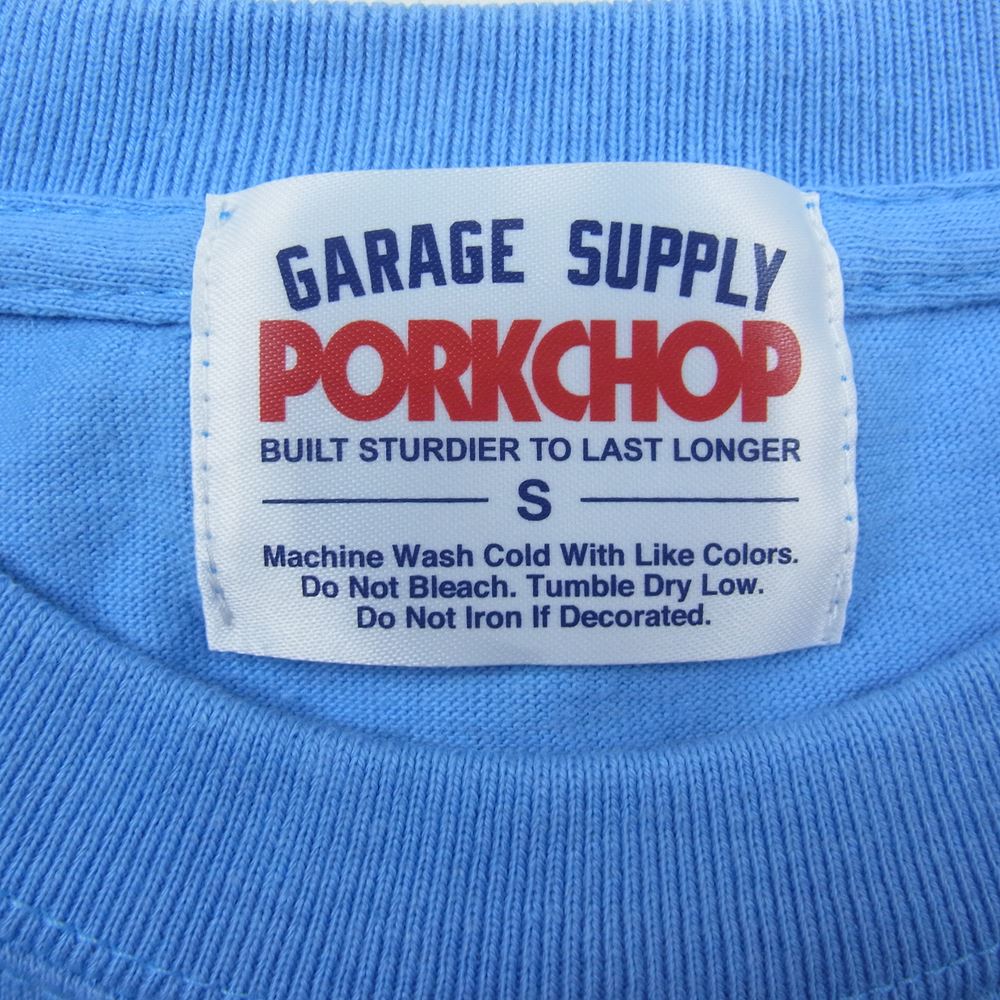 GARAGE SUPPLY
PORKCHOP
BUILT STURDIER TO LAST LONGER
S
Machine Wash Cold With Like Colors.
Do Not Bleach. Tumble Dry Low.
Do Not Iron If Decorated.